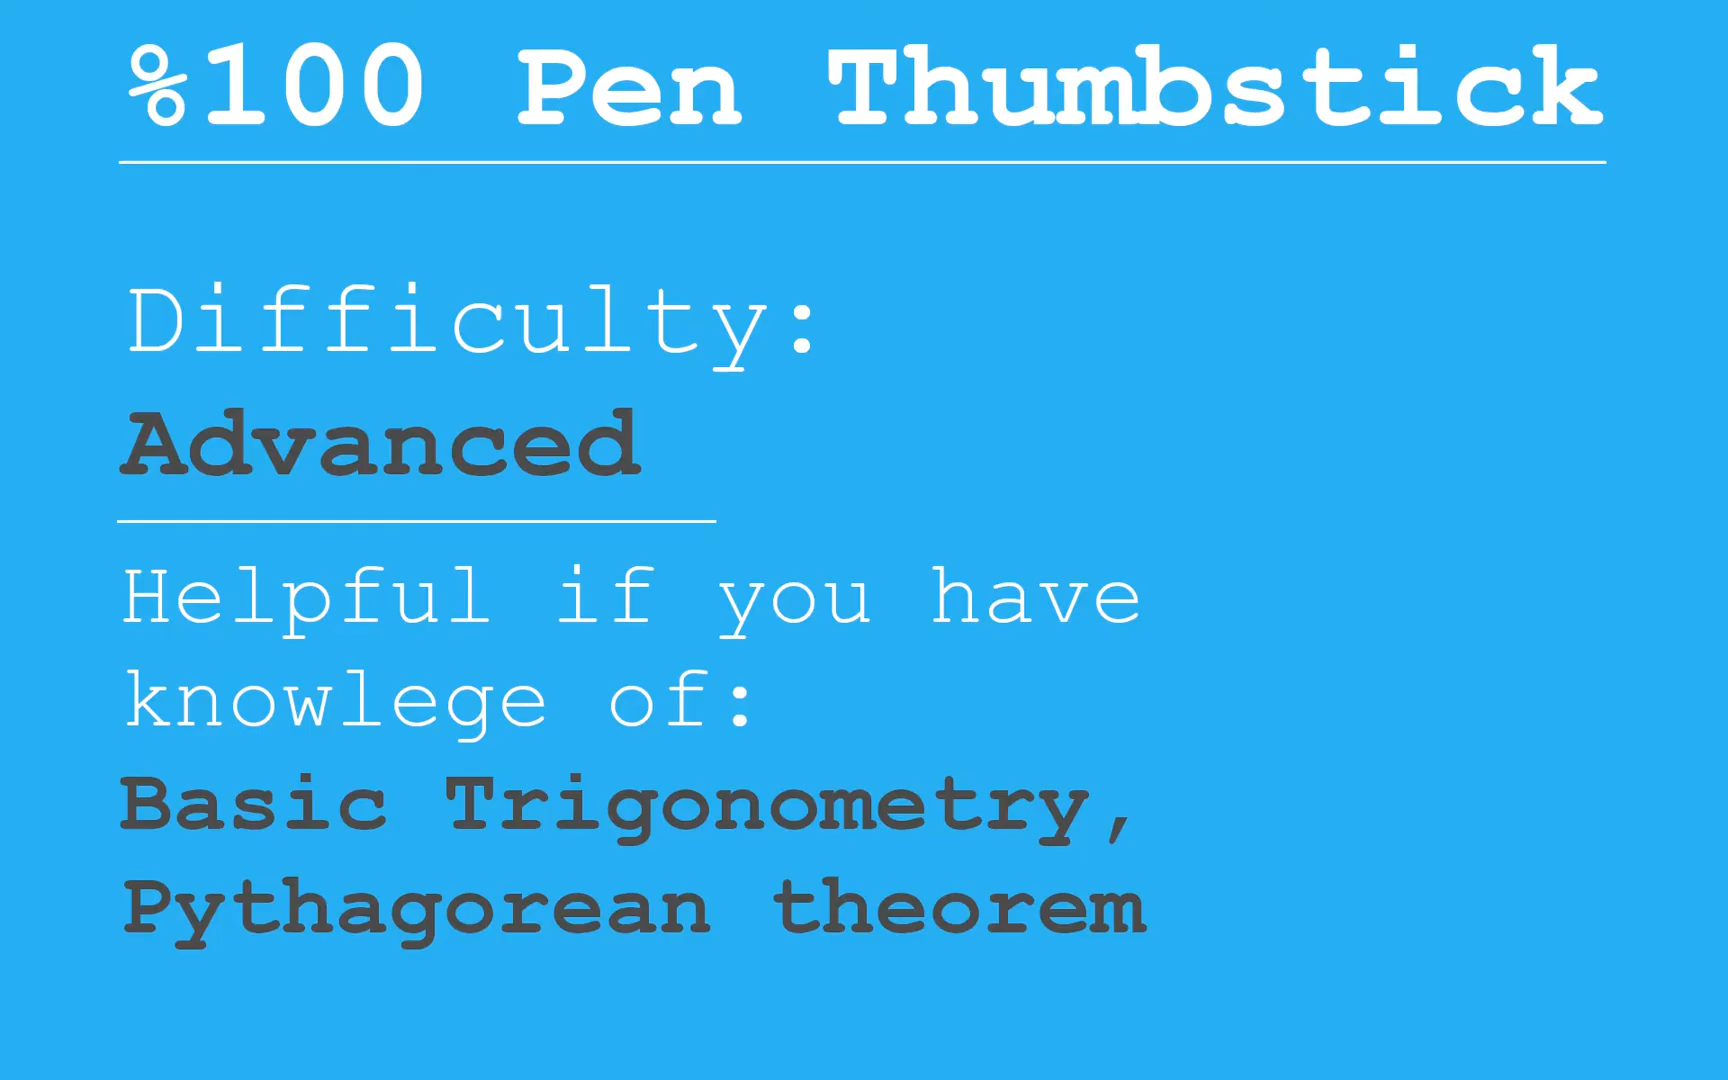 %100 Pen Thumbstick
Difficulty:
Advanced
Helpful if you have
knowlege of:
Basic Trigonometry,
Pythagorean theorem